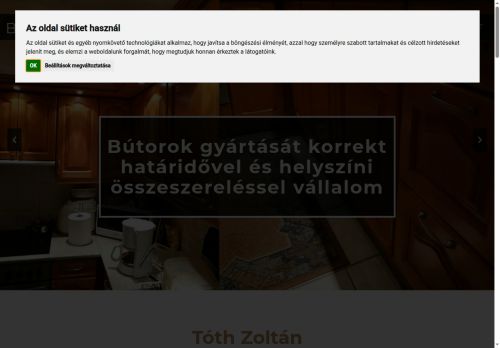 Az oldal sütiket használ
Az oldal sütiket és egyéb nyomkövető technológiákat alkalmaz, hogy javítsa a böngészési élményét, azzal hogy személyre szabott tartalmakat és célzott hirdetéseket
jelenít meg, és elemzi a weboldalunk forgalmát, hogy megtudjuk honnan érkeztek a látogatóink.
OK Beállítások megváltoztatása
Bútorok gyártását korrekt
határidővel és helyszíni
összeszereléssel vállalom
Tóth Zoltán